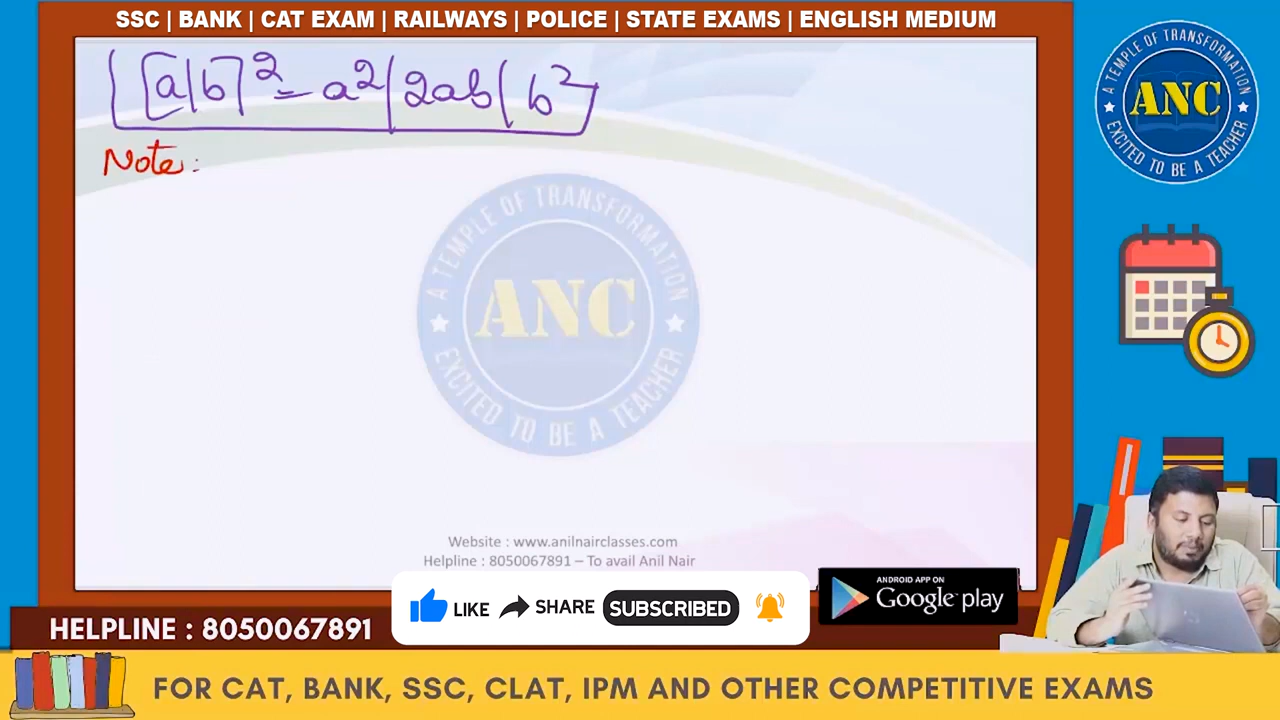 SSC | BANK | CAT EXAM | RAILWAYS | POLICE | STATE EXAMS | ENGLISH MEDIUM
[a|b]² = a² | 2ab | b²
Note:
A TEMPLE OF TRANSFORMATION
ANC
EXCITED TO BE A TEACHER
A TEMPLE OF TRANSFORMATION
ANC
EXCITED TO BE A TEACHER
Website : www.anilnairclasses.com
Helpline : 8050067891 – To avail Anil Nair
LIKE SHARE SUBSCRIBED
ANDROID APP ON
Google play
HELPLINE : 8050067891
FOR CAT, BANK, SSC, CLAT, IPM AND OTHER COMPETITIVE EXAMS